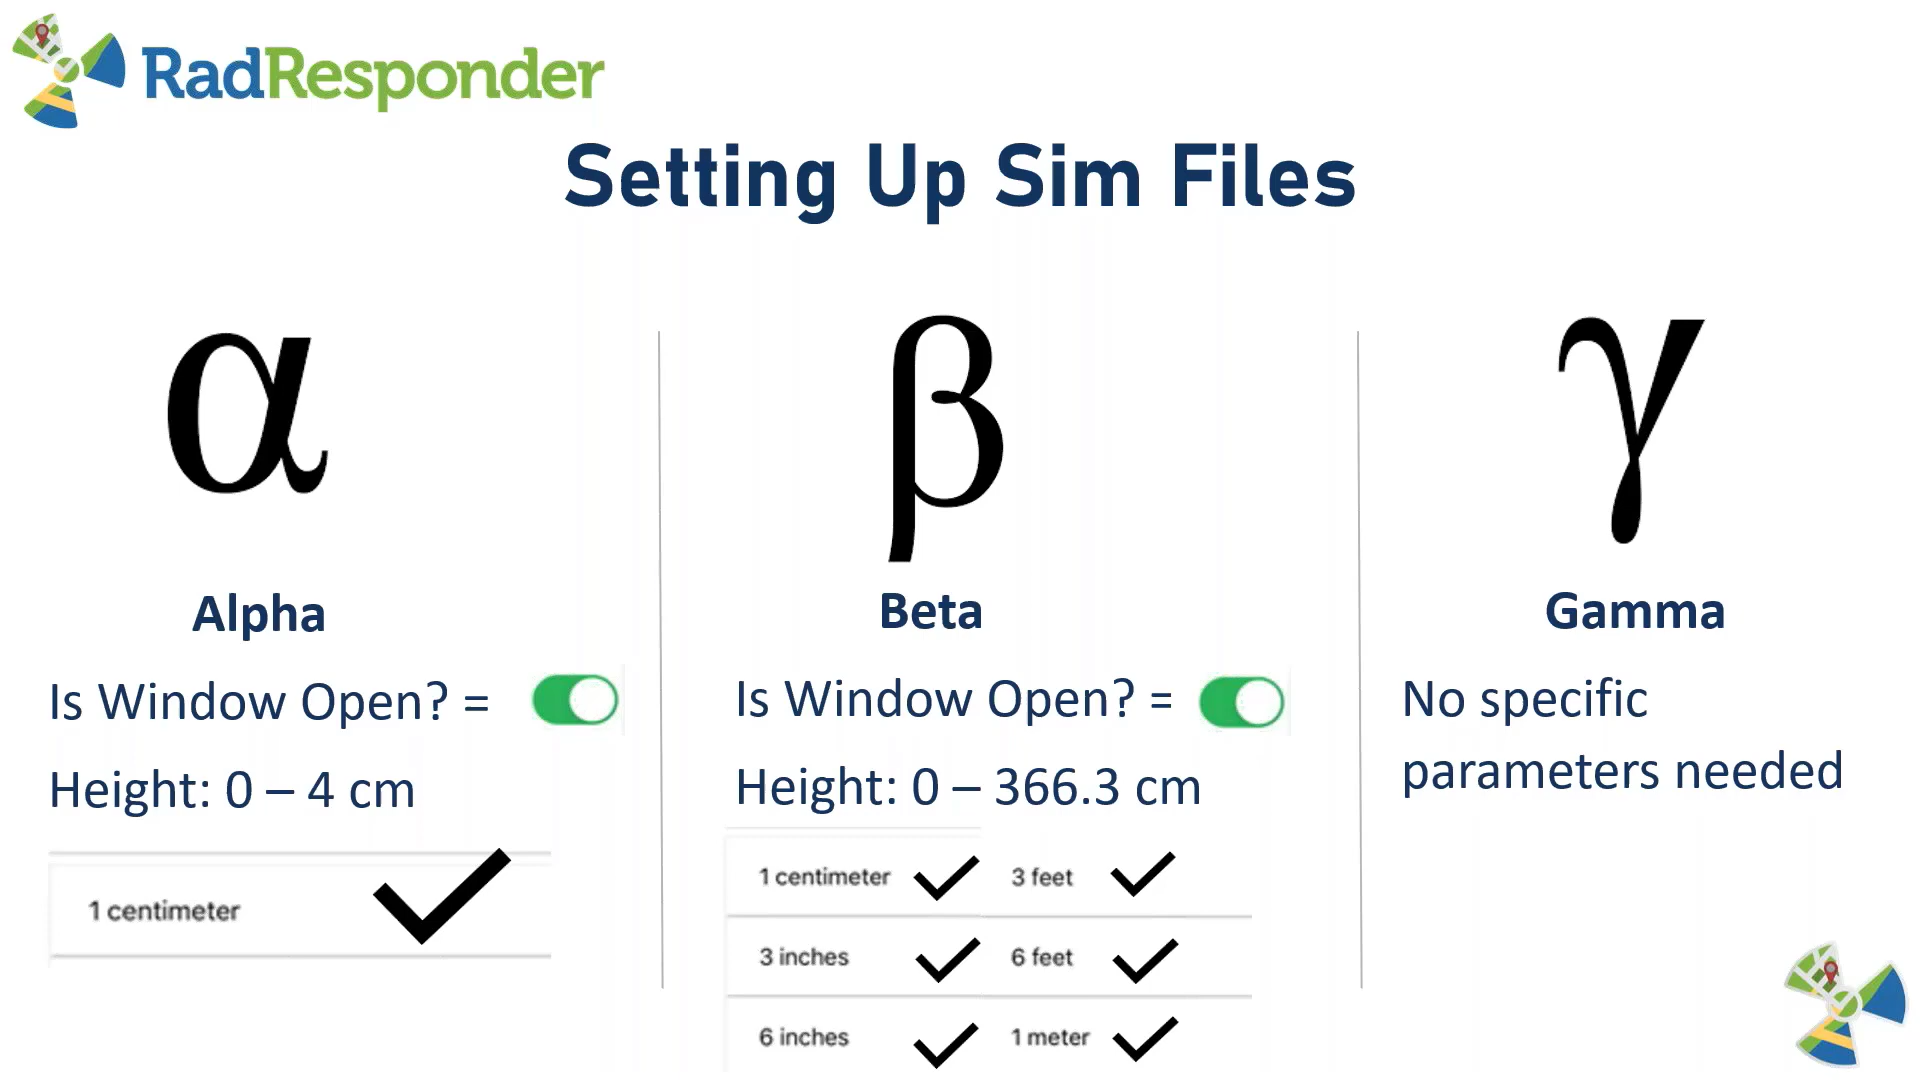 RadResponder
Setting Up Sim Files
α
Alpha
Is Window Open? =
Height: 0 – 4 cm
1 centimeter
β
Beta
Is Window Open? =
Height: 0 – 366.3 cm
1 centimeter
3 feet
3 inches
6 feet
6 inches
1 meter
γ
Gamma
No specific
parameters needed